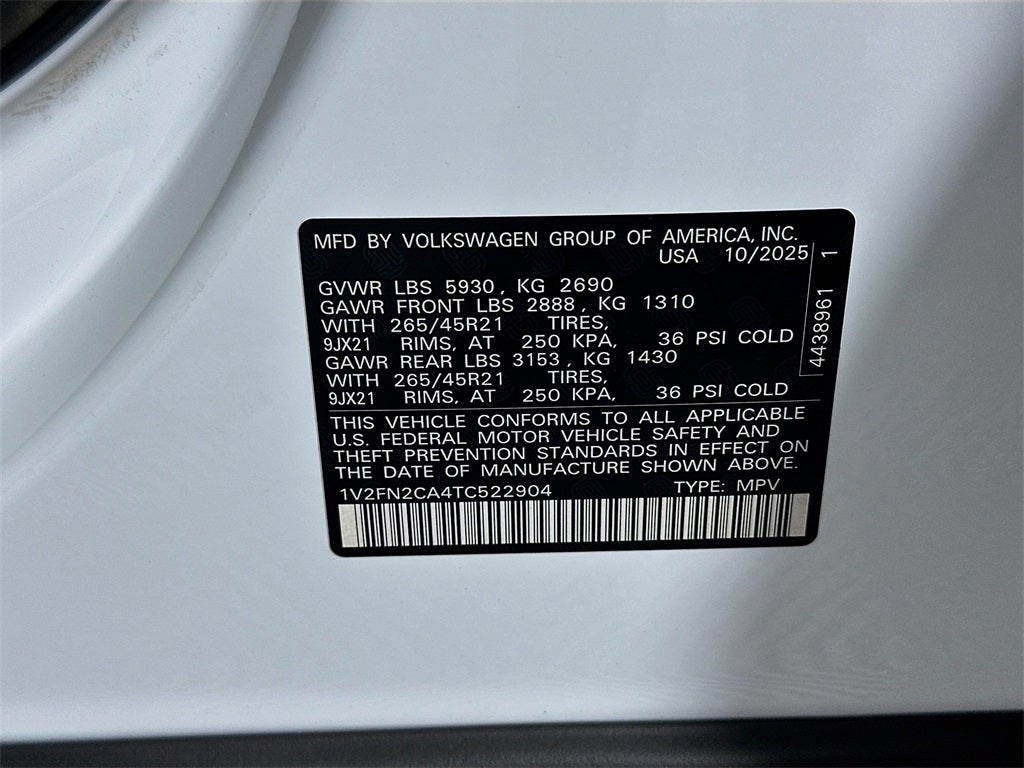 MFD BY VOLKSWAGEN GROUP OF AMERICA, INC.
USA 10/2025
GVWR LBS 5930, KG 2690
GAWR FRONT LBS 2888, KG 1310
WITH 265/45R21 TIRES,
9JX21 RIMS, AT 250 KPA, 36 PSI COLD
GAWR REAR LBS 3153, KG 1430
WITH 265/45R21 TIRES,
9JX21 RIMS, AT 250 KPA, 36 PSI COLD
THIS VEHICLE CONFORMS TO ALL APPLICABLE
U.S. FEDERAL MOTOR VEHICLE SAFETY AND
THEFT PREVENTION STANDARDS IN EFFECT ON
THE DATE OF MANUFACTURE SHOWN ABOVE.
1V2FN2CA4TC522904 TYPE: MPV
4438961 1